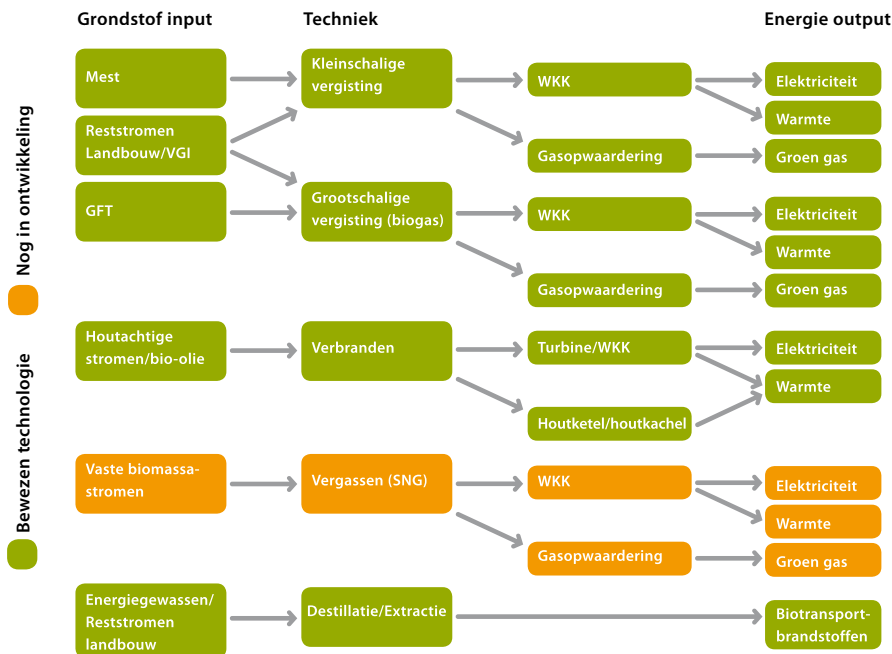 Grondstof input
Techniek
Energie output
Mest
Kleinschalige
vergisting
WKK
Elektriciteit
Warmte
Reststromen
Landbouw/VGI
Gasopwaardering
Groen gas
GFT
Grootschalige
vergisting (biogas)
WKK
Elektriciteit
Warmte
Gasopwaardering
Groen gas
Houtachtige
stromen/bio-olie
Verbranden
Turbine/WKK
Elektriciteit
Warmte
Houtketel/houtkachel
Vaste biomassa-
stromen
Vergassen (SNG)
WKK
Elektriciteit
Warmte
Gasopwaardering
Groen gas
Energiegewassen/
Reststromen
landbouw
Destillatie/Extractie
Biotransport-
brandstoffen
Nog in ontwikkeling
Bewezen technologie